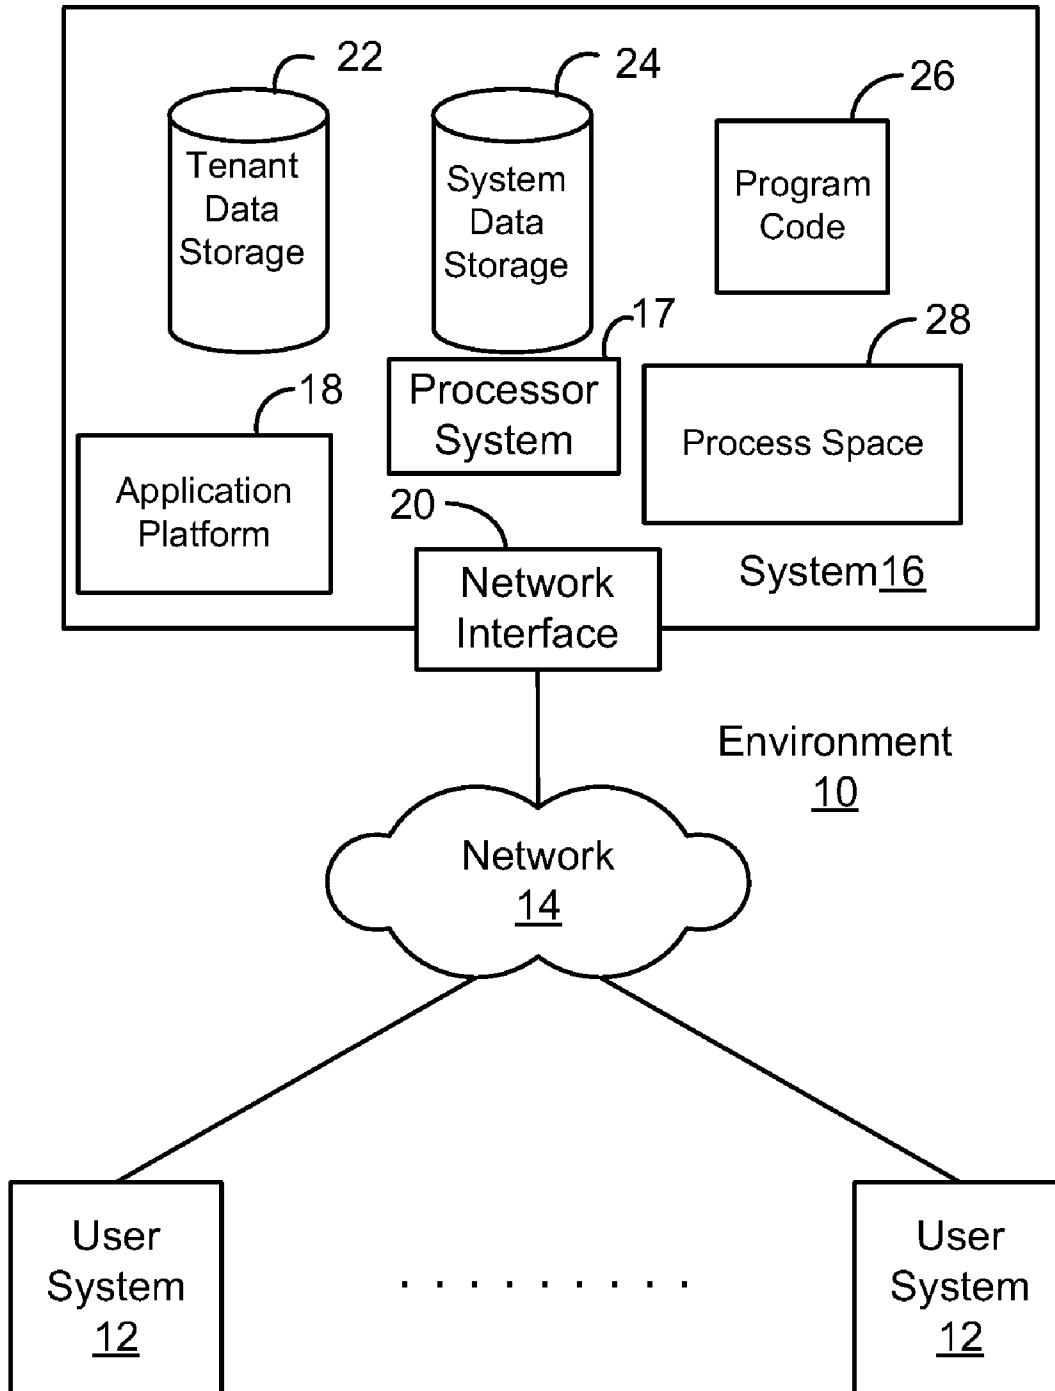 22
24
26
Tenant
Data
Storage
System
Data
Storage
Program
Code
17
28
18
Processor
System
Process Space
Application
Platform
20
Network
Interface
System16
Environment
10
Network
14
User
System
12
. . . . . . . . .
User
System
12